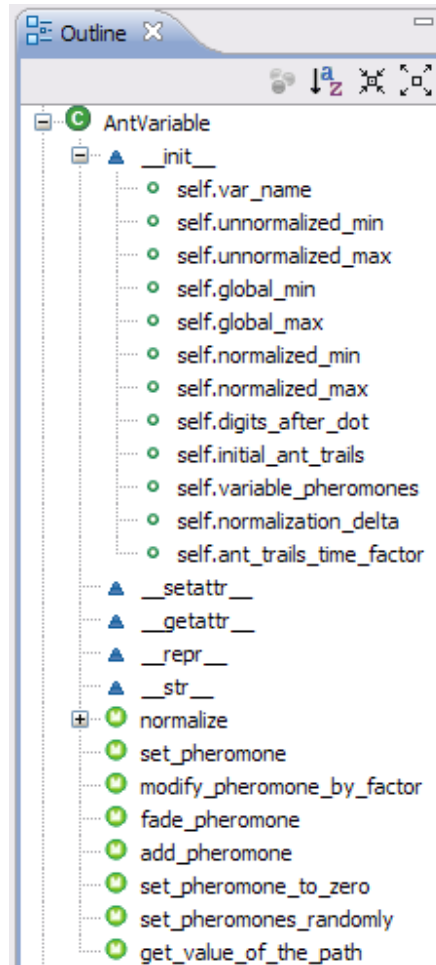 Outline
AntVariable
__init__
self.var_name
self.unnormalized_min
self.unnormalized_max
self.global_min
self.global_max
self.normalized_min
self.normalized_max
self.digits_after_dot
self.initial_ant_trails
self.variable_pheromones
self.normalization_delta
self.ant_trails_time_factor
__setattr__
__getattr__
__repr__
__str__
normalize
set_pheromone
modify_pheromone_by_factor
fade_pheromone
add_pheromone
set_pheromone_to_zero
set_pheromones_randomly
get_value_of_the_path